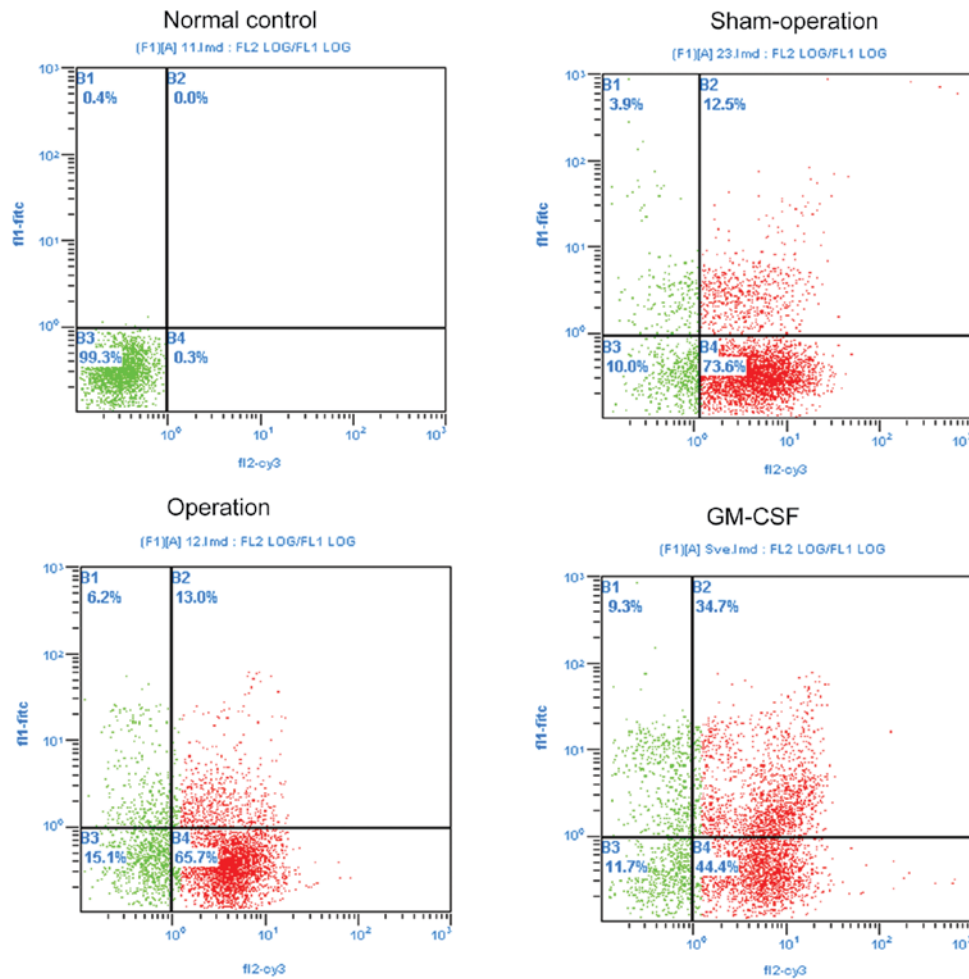 Normal control
(F1)[A] 11.lmd : FL2 LOG/FL1 LOG
10³
B1
0.4%
B2
0.0%
10²
fl1-fitc
10¹
10⁰
B3
99.3%
B4
0.3%
10⁰ 10¹ 10² 10³
fl2-cy3
Sham-operation
(F1)[A] 23.lmd : FL2 LOG/FL1 LOG
10³
B1
3.9%
B2
12.5%
10²
fl1-fitc
10¹
10⁰
B3
10.0%
B4
73.6%
10⁰ 10¹ 10² 10³
fl2-cy3
Operation
(F1)[A] 12.lmd : FL2 LOG/FL1 LOG
10³
B1
6.2%
B2
13.0%
10²
fl1-fitc
10¹
10⁰
B3
15.1%
B4
65.7%
10⁰ 10¹ 10² 10³
fl2-cy3
GM-CSF
(F1)[A] Sve.lmd : FL2 LOG/FL1 LOG
10³
B1
9.3%
B2
34.7%
10²
fl1-fitc
10¹
10⁰
B3
11.7%
B4
44.4%
10⁰ 10¹ 10² 10³
fl2-cy3